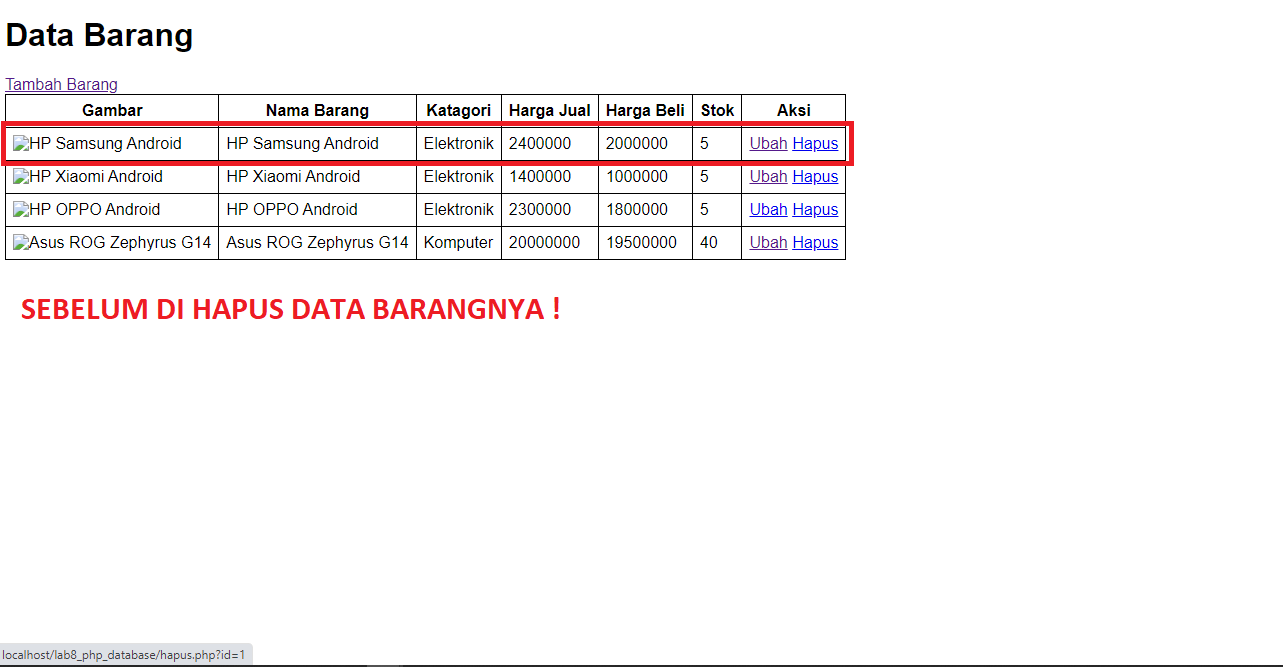 Data Barang
Tambah Barang
Gambar Nama Barang Katagori Harga Jual Harga Beli Stok Aksi
HP Samsung Android HP Samsung Android Elektronik 2400000 2000000 5 Ubah Hapus
HP Xiaomi Android HP Xiaomi Android Elektronik 1400000 1000000 5 Ubah Hapus
HP OPPO Android HP OPPO Android Elektronik 2300000 1800000 5 Ubah Hapus
Asus ROG Zephyrus G14 Asus ROG Zephyrus G14 Komputer 20000000 19500000 40 Ubah Hapus
SEBELUM DI HAPUS DATA BARANGNYA !
localhost/lab8_php_database/hapus.php?id=1